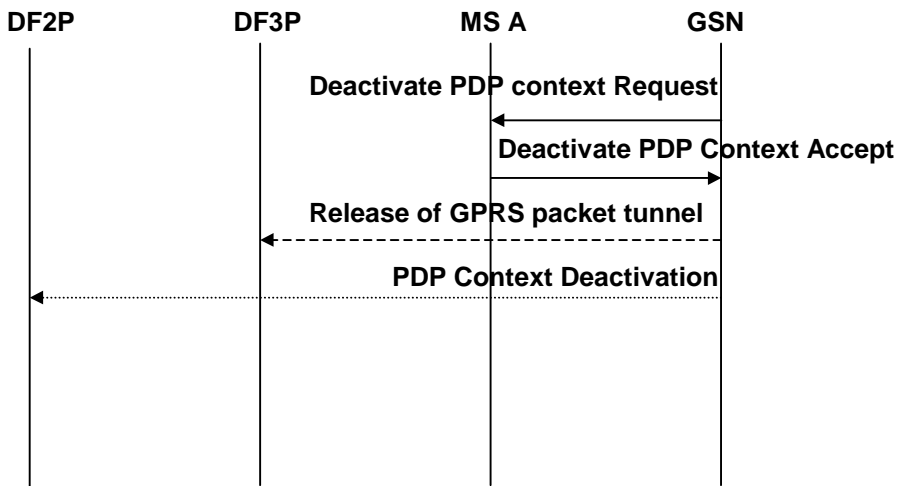 DF2P DF3P MS A GSN
Deactivate PDP context Request
Deactivate PDP Context Accept
Release of GPRS packet tunnel
PDP Context Deactivation